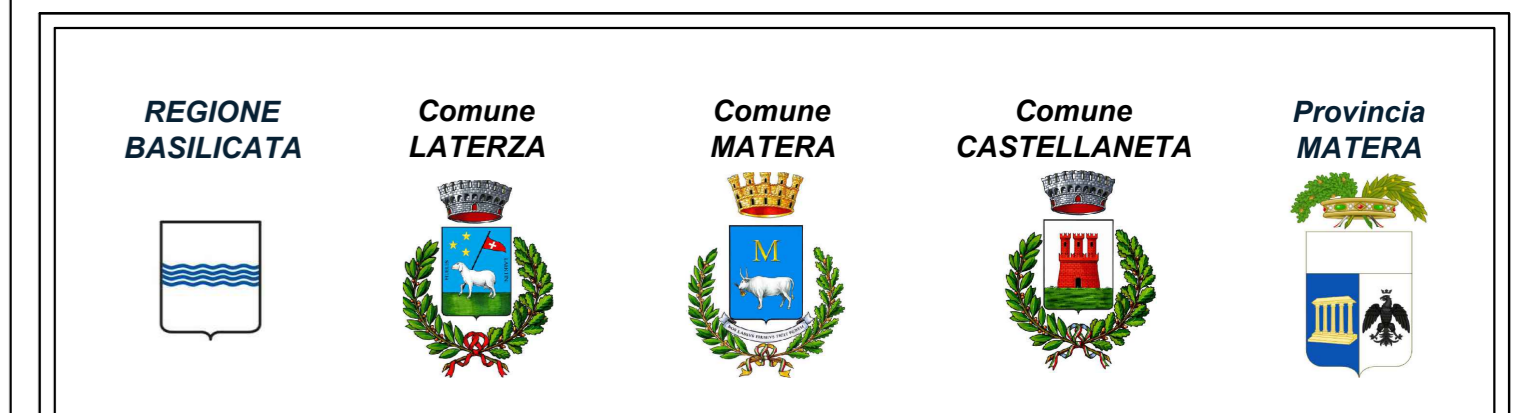 REGIONE
BASILICATA
Comune
LATERZA
Comune
MATERA
Comune
CASTELLANETA
Provincia
MATERA
M